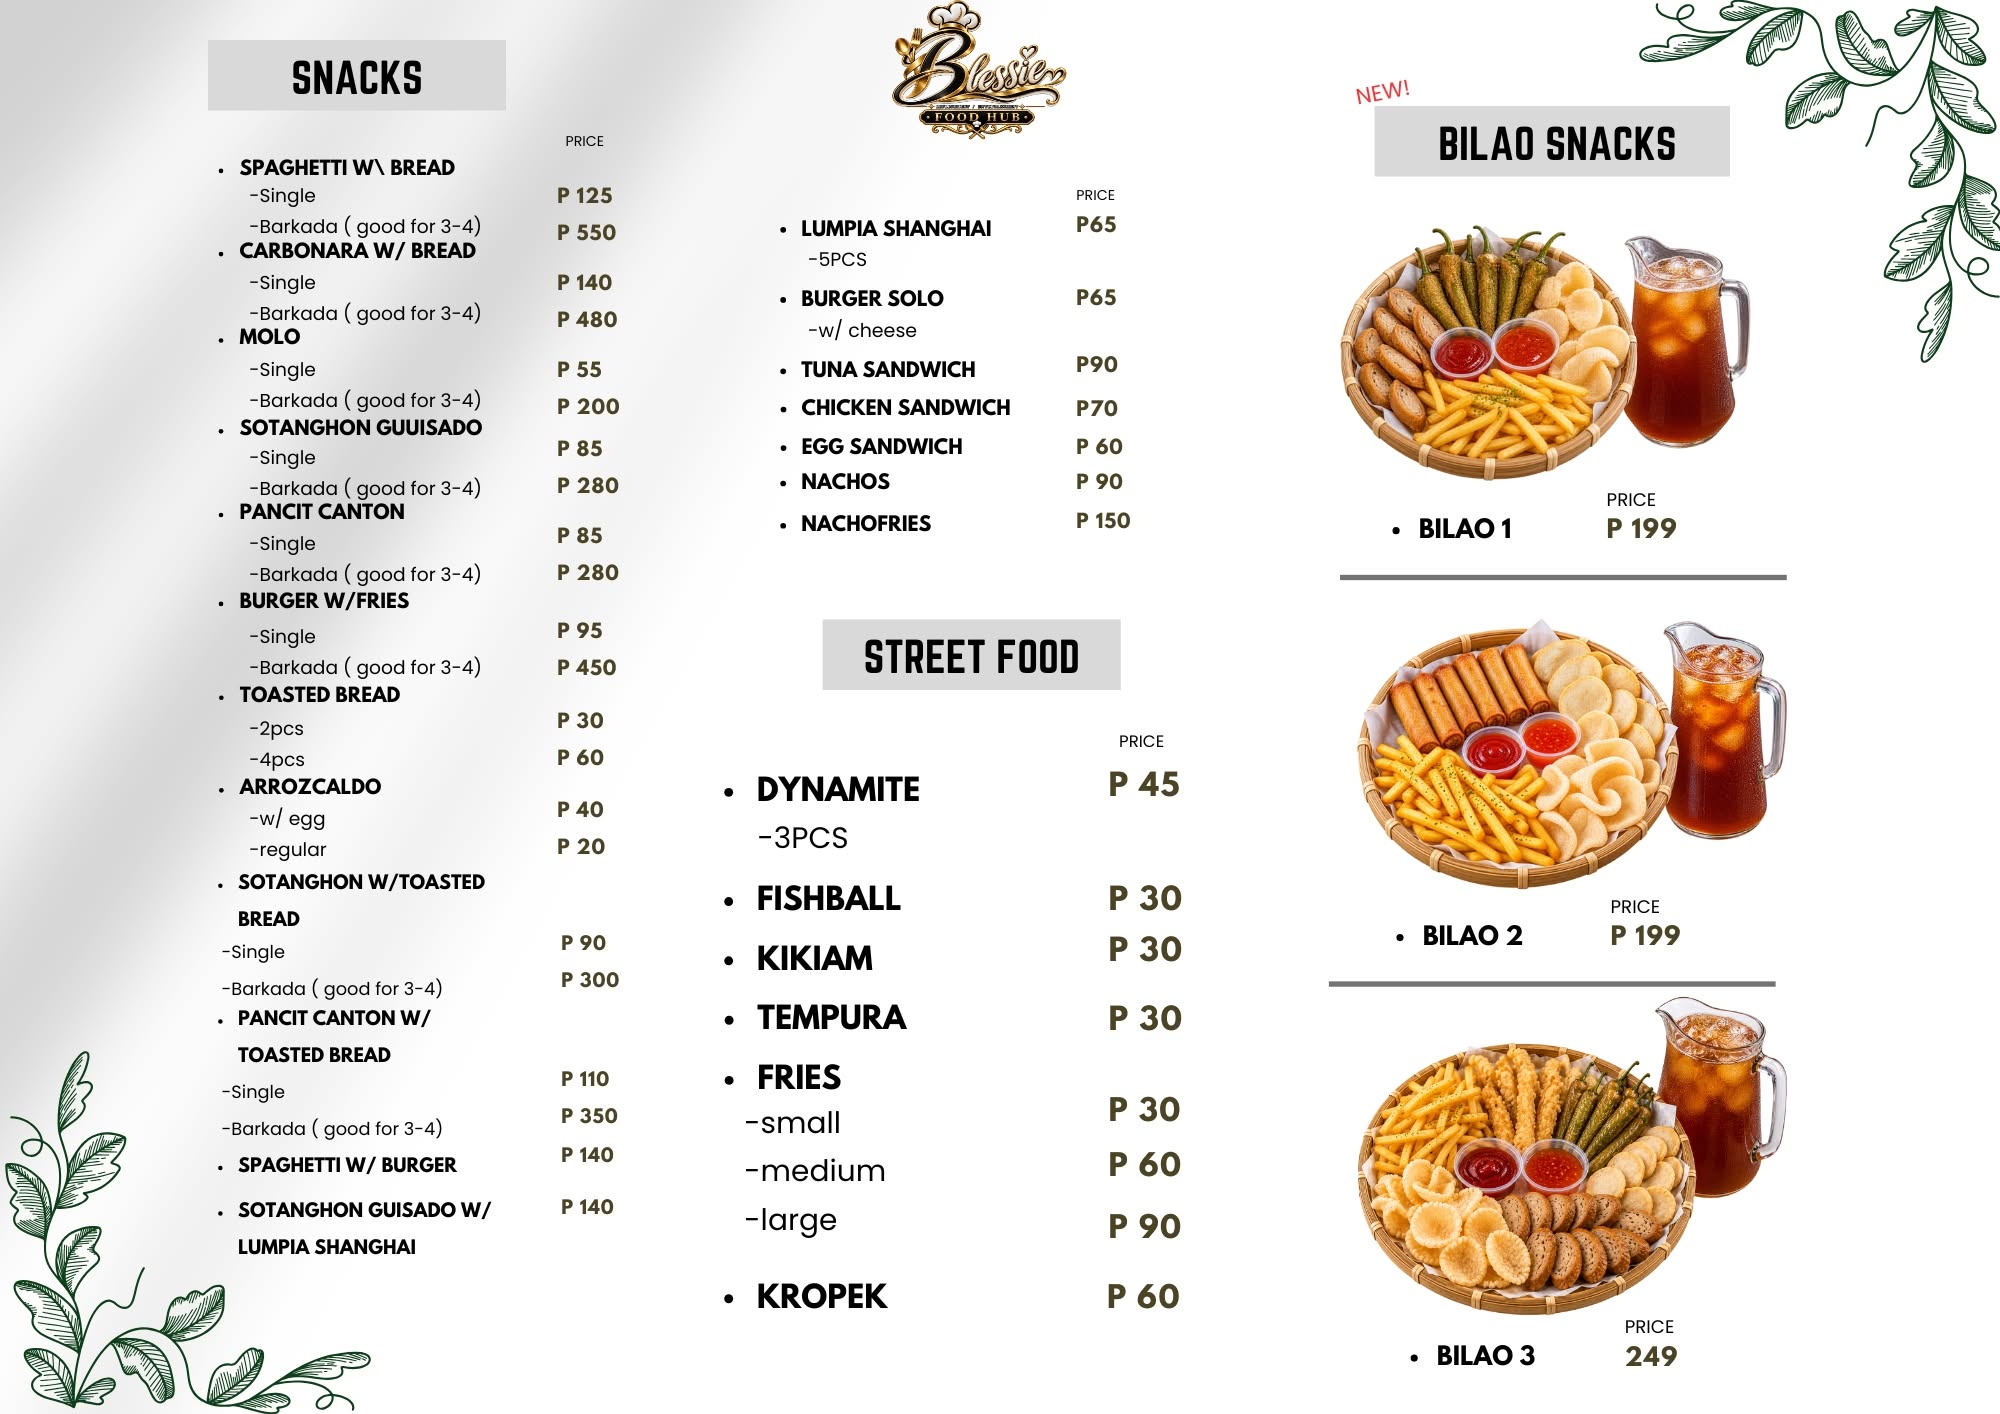 SNACKS
PRICE
• SPAGHETTI W\ BREAD
-Single P 125
-Barkada ( good for 3-4) P 550
• CARBONARA W/ BREAD
-Single P 140
-Barkada ( good for 3-4) P 480
• MOLO
-Single P 55
-Barkada ( good for 3-4) P 200
• SOTANGHON GUUISADO
-Single P 85
-Barkada ( good for 3-4) P 280
• PANCIT CANTON
-Single P 85
-Barkada ( good for 3-4) P 280
• BURGER W/FRIES
-Single P 95
-Barkada ( good for 3-4) P 450
• TOASTED BREAD
-2pcs P 30
-4pcs P 60
• ARROZCALDO
-w/ egg P 40
-regular P 20
• SOTANGHON W/TOASTED
BREAD
-Single P 90
-Barkada ( good for 3-4) P 300
• PANCIT CANTON W/
TOASTED BREAD
-Single P 110
-Barkada ( good for 3-4) P 350
• SPAGHETTI W/ BURGER P 140
• SOTANGHON GUISADO W/ P 140
LUMPIA SHANGHAI
Blessie
FOOD HUB
PRICE
• LUMPIA SHANGHAI P65
-5PCS
• BURGER SOLO P65
-w/ cheese
• TUNA SANDWICH P90
• CHICKEN SANDWICH P70
• EGG SANDWICH P 60
• NACHOS P 90
• NACHOFRIES P 150
STREET FOOD
PRICE
• DYNAMITE P 45
-3PCS
• FISHBALL P 30
• KIKIAM P 30
• TEMPURA P 30
• FRIES
-small P 30
-medium P 60
-large P 90
• KROPEK P 60
NEW!
BILAO SNACKS
PRICE
• BILAO 1 P 199
PRICE
• BILAO 2 P 199
PRICE
• BILAO 3 249